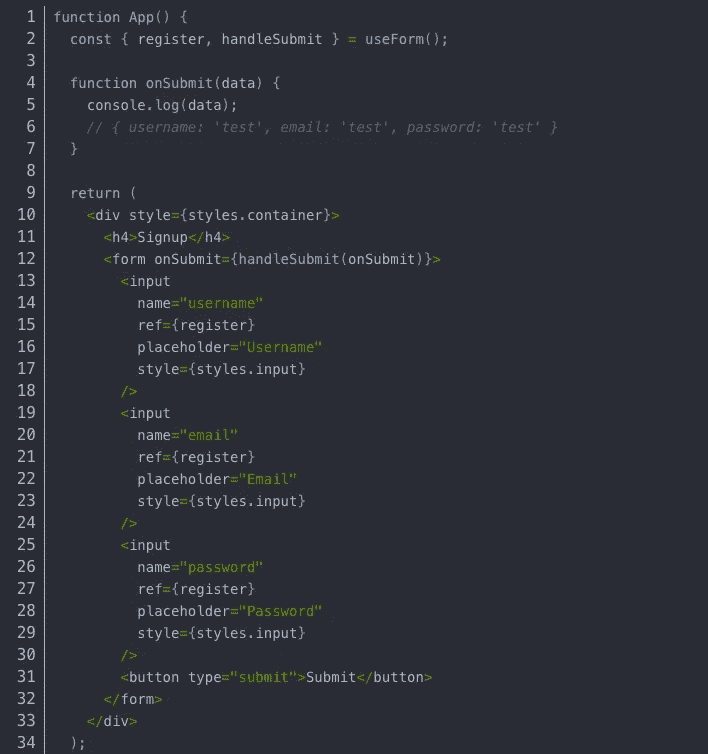 1 function App() {
2   const { register, handleSubmit } = useForm();
3
4   function onSubmit(data) {
5     console.log(data);
6     // { username: 'test', email: 'test', password: 'test' }
7   }
8
9   return (
10     <div style={styles.container}>
11       <h4>Signup</h4>
12       <form onSubmit={handleSubmit(onSubmit)}>
13         <input
14           name="username"
15           ref={register}
16           placeholder="Username"
17           style={styles.input}
18         />
19         <input
20           name="email"
21           ref={register}
22           placeholder="Email"
23           style={styles.input}
24         />
25         <input
26           name="password"
27           ref={register}
28           placeholder="Password"
29           style={styles.input}
30         />
31         <button type="submit">Submit</button>
32       </form>
33     </div>
34   );